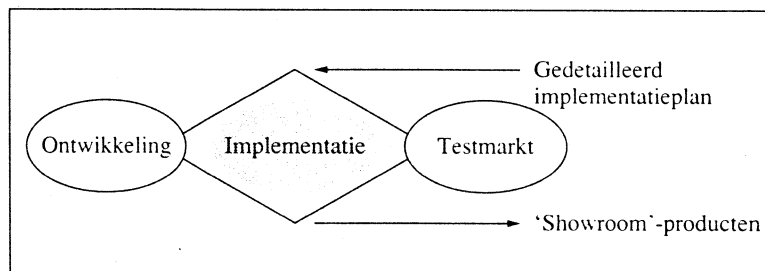 Gedetailleerd
implementatieplan
Ontwikkeling
Implementatie
Testmarkt
‘Showroom’-producten